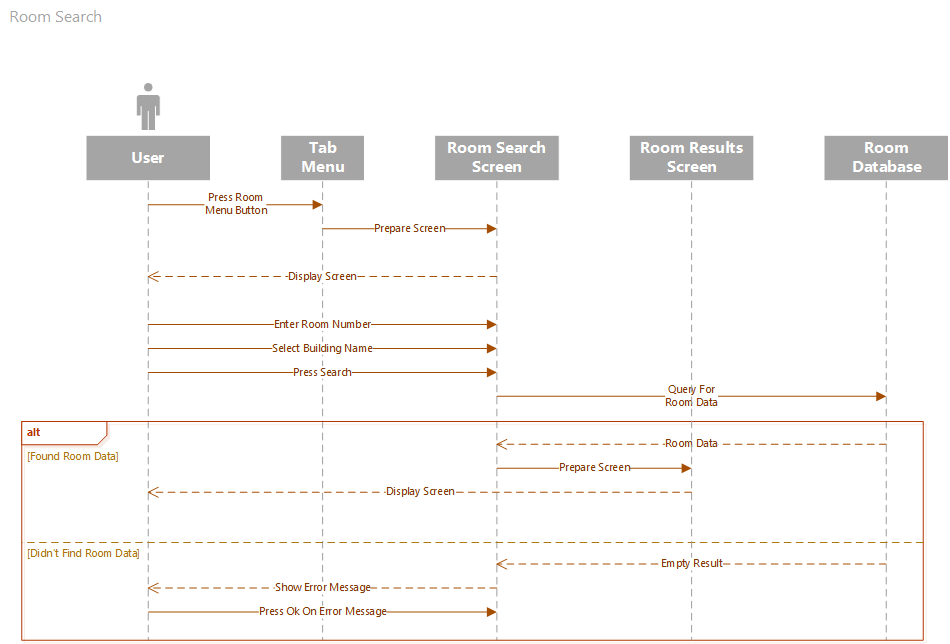 Room Search
User
Tab
Menu
Room Search
Screen
Room Results
Screen
Room
Database
Press Room
Menu Button
Prepare Screen
Display Screen
Enter Room Number
Select Building Name
Press Search
Query For
Room Data
alt
[Found Room Data]
Room Data
Prepare Screen
Display Screen
[Didn't Find Room Data]
Empty Result
Show Error Message
Press Ok On Error Message